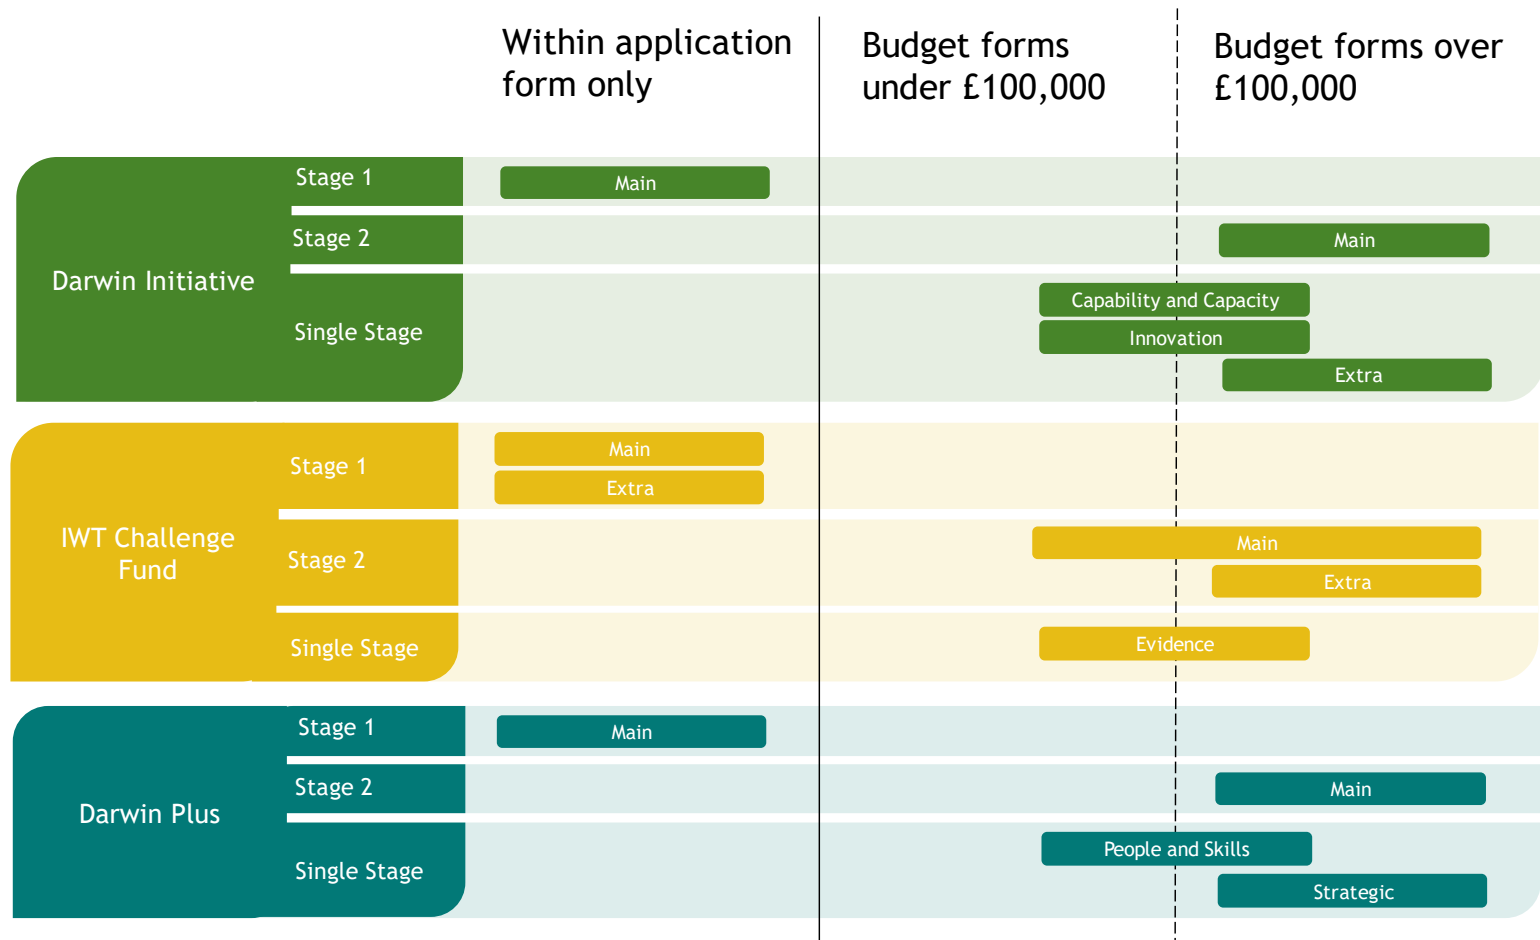 Within application
form only
Budget forms
under £100,000
Budget forms over
£100,000
Darwin Initiative
Stage 1
Main
Stage 2
Main
Single Stage
Capability and Capacity
Innovation
Extra
IWT Challenge
Fund
Stage 1
Main
Extra
Stage 2
Main
Extra
Single Stage
Evidence
Darwin Plus
Stage 1
Main
Stage 2
Main
Single Stage
People and Skills
Strategic